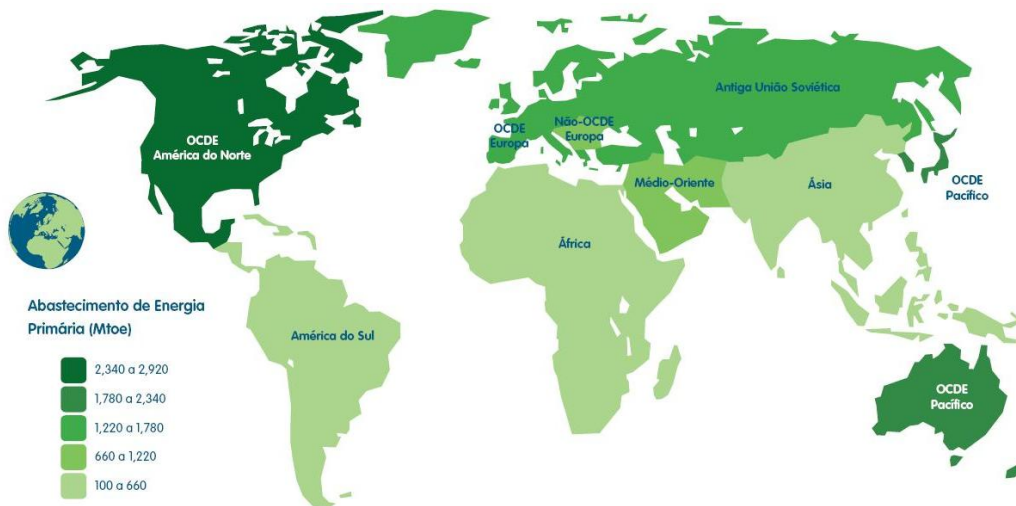 Antiga União Soviética
OCDE
América do Norte
OCDE
Europa
Não-OCDE
Europa
Médio-Oriente
Ásia
OCDE
Pacífico
África
América do Sul
OCDE
Pacífico
Abastecimento de Energia
Primária (Mtoe)
2,340 a 2,920
1,780 a 2,340
1,220 a 1,780
660 a 1,220
100 a 660